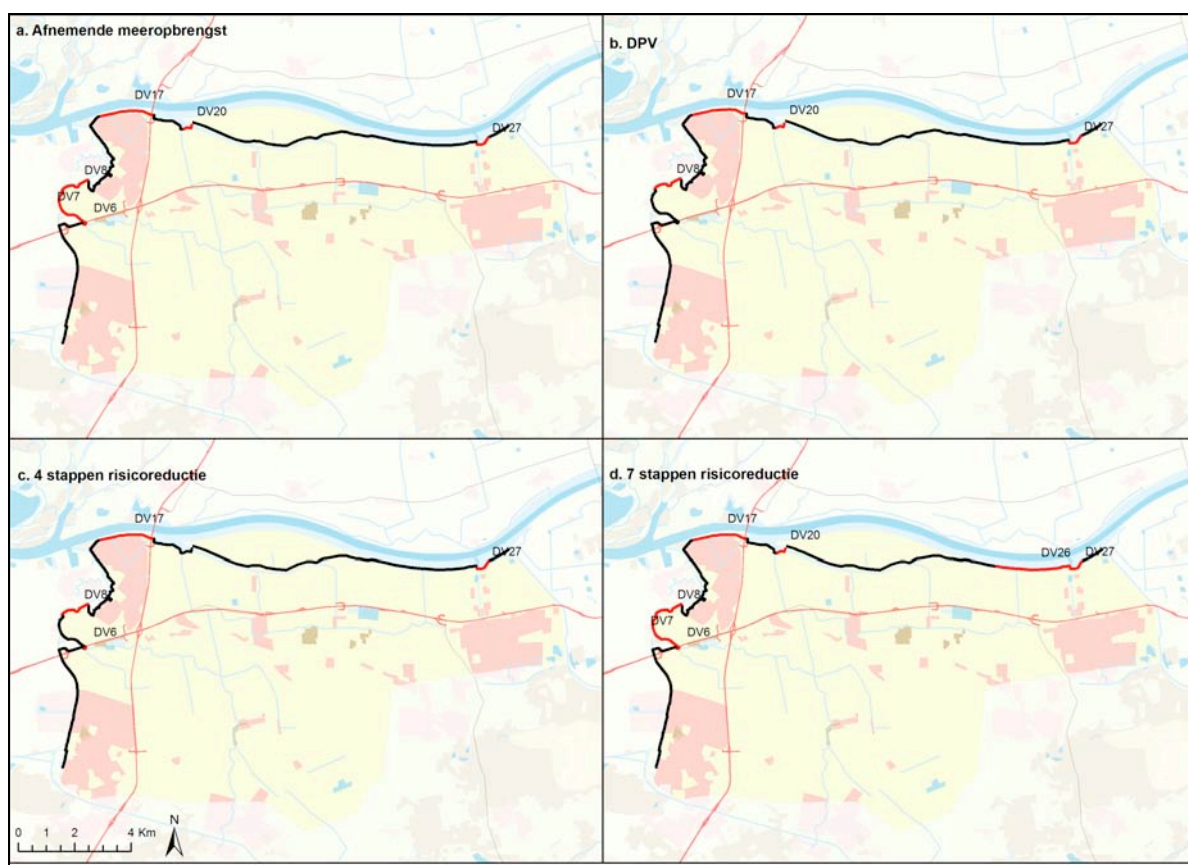 a. Afnemende meeropbrengst
DV17
DV20
DV27
DV8
DV7
DV6
b. DPV
DV17
DV20
DV27
DV8
c. 4 stappen risicoreductie
DV17
DV27
DV8
DV6
0 1 2 4 Km
N
d. 7 stappen risicoreductie
DV17
DV20
DV26
DV27
DV8
DV7
DV6